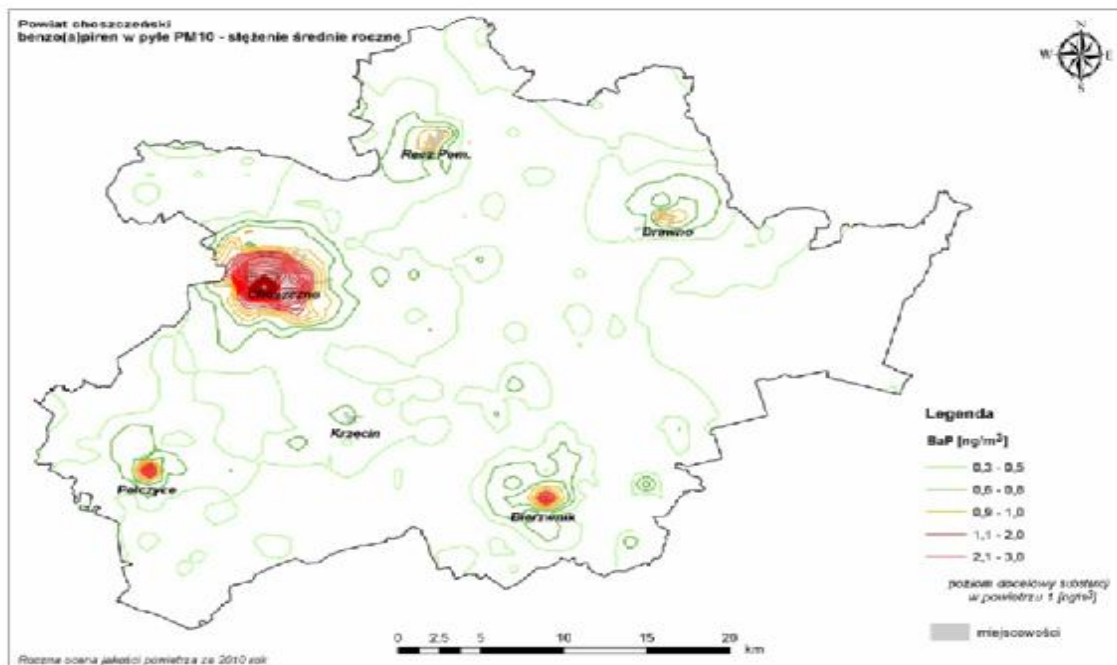 Powiat choszczeński
benzo(a)piren w pyle PM10 - stężenie średnie roczne
N
W E
S
Recz Pom.
Drawno
Choszczno
Krzęcin
Pełczyce
Bierzwnik
Legenda
BaP [ng/m³]
0,3 - 0,5
0,6 - 0,8
0,9 - 1,0
1,1 - 2,0
2,1 - 3,0
poziom docelowy substancji
w powietrzu 1 [ng/m³]
miejscowości
0 2,5 5 10 15 20
km
Roczna ocena jakości powietrza za 2010 rok